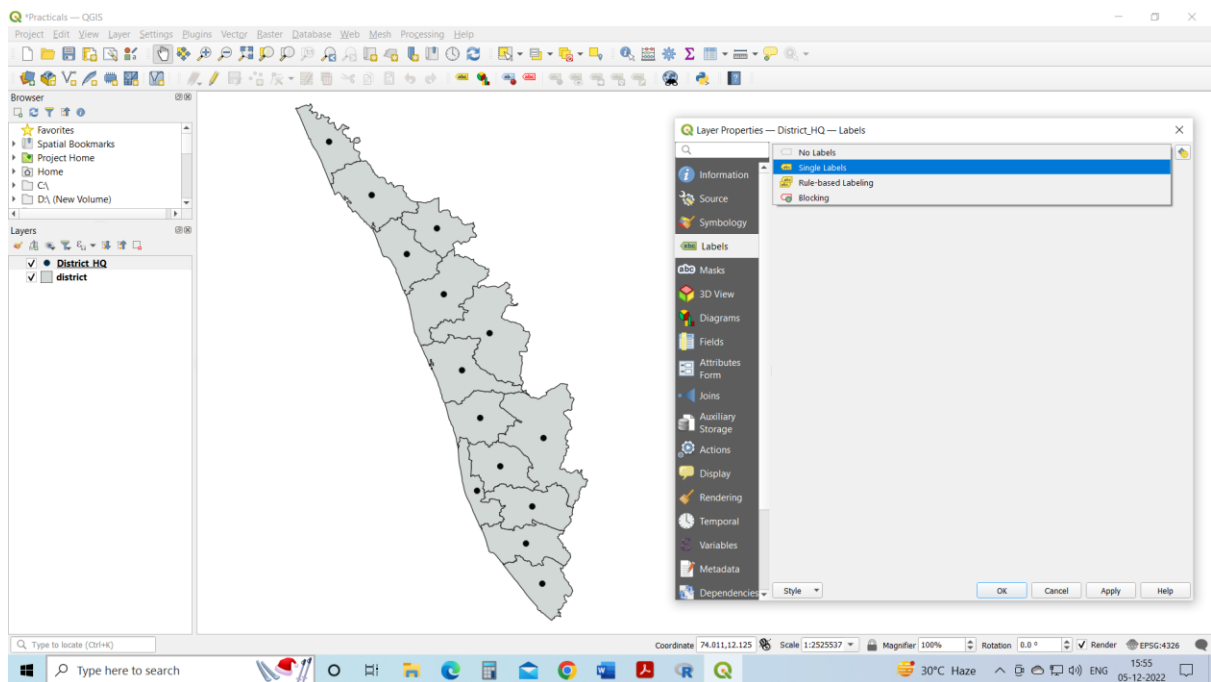 *Practicals — QGIS
Project Edit View Layer Settings Plugins Vector Raster Database Web Mesh Processing Help
Browser
Favorites
Spatial Bookmarks
Project Home
Home
C:\
D:\ (New Volume)
Layers
District_HQ
district
Layer Properties — District_HQ — Labels
No Labels
Single Labels
Rule-based Labeling
Blocking
Information
Source
Symbology
Labels
Masks
3D View
Diagrams
Fields
Attributes
Form
Joins
Auxiliary
Storage
Actions
Display
Rendering
Temporal
Variables
Metadata
Dependencies
Style
OK Cancel Apply Help
Type to locate (Ctrl+K)
Coordinate 74.011,12.125 Scale 1:2525537 Magnifier 100% Rotation 0.0 ° Render EPSG:4326
Type here to search
30°C Haze ENG 15:55
05-12-2022